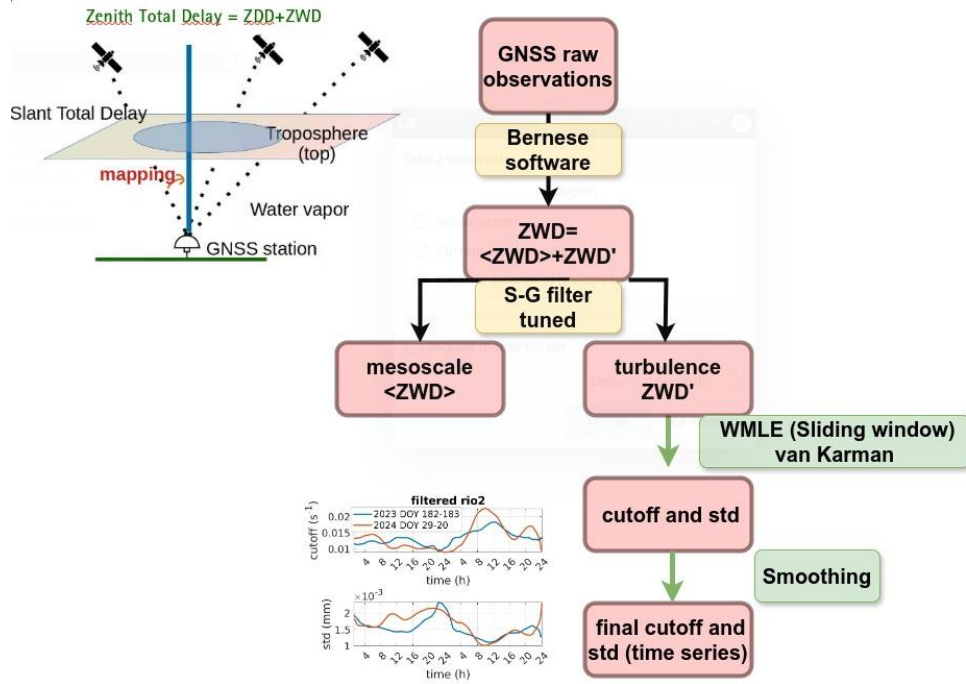 Zenith Total Delay = ZDD+ZWD
Slant Total Delay
Troposphere
(top)
mapping
Water vapor
GNSS station
GNSS raw
observations
Bernese
software
ZWD=
<ZWD>+ZWD'
S-G filter
tuned
mesoscale
<ZWD>
turbulence
ZWD'
WMLE (Sliding window)
van Karman
cutoff and std
Smoothing
final cutoff and
std (time series)
filtered rio2
2023 DOY 182-183
2024 DOY 29-20
cutoff (s⁻¹)
0.02
0.015
0.01
4 8 12 16 20 24 4 8 12 16 20 24
time (h)
×10⁻³
std (mm)
2
1.5
1
4 8 12 16 20 24 4 8 12 16 20 24
time (h)